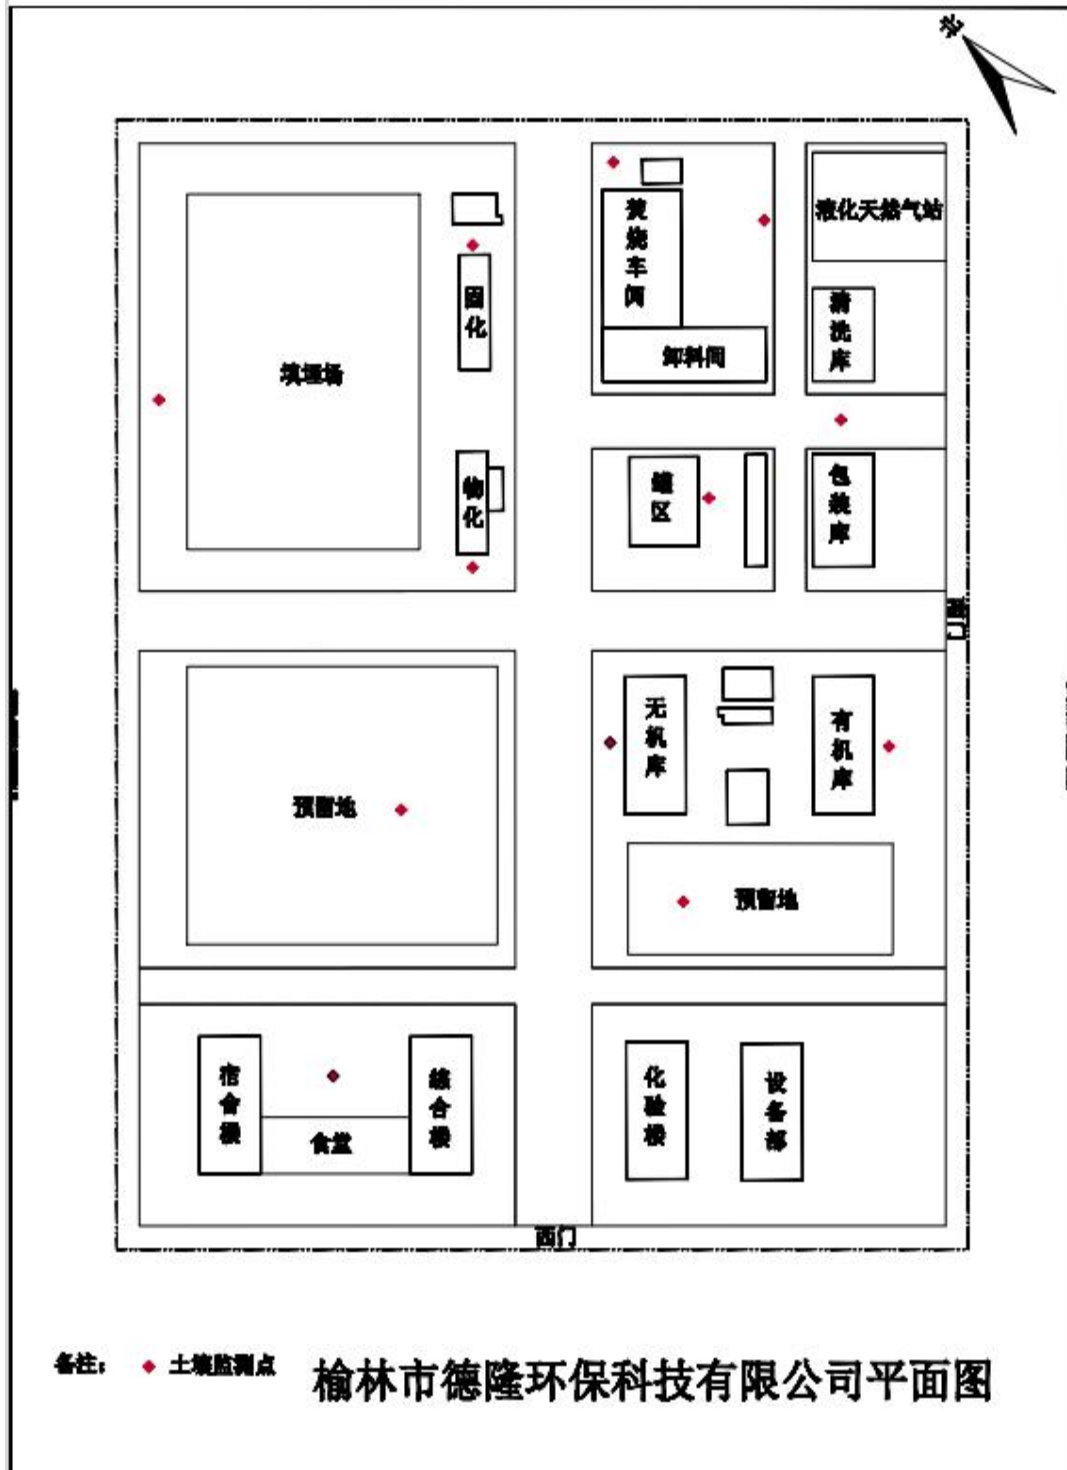 北
液化天然气站
焚烧车间
固化
清洗库
卸料间
填埋场
物化
罐区
包装库
南门
无机库
有机库
预留地
预留地
宿舍楼
综合楼
食堂
化验楼
设备部
西门
备注：
土壤监测点
榆林市德隆环保科技有限公司平面图